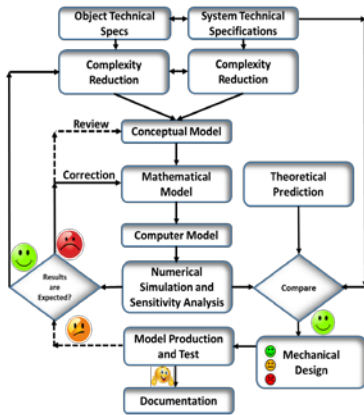 Object Technical
Specs
System Technical
Specifications
Complexity
Reduction
Complexity
Reduction
Review
Conceptual Model
Correction
Mathematical
Model
Theoretical
Prediction
Computer Model
Results
are
Expected?
Numerical
Simulation and
Sensitivity Analysis
Compare
Model Production
and Test
Mechanical
Design
Documentation